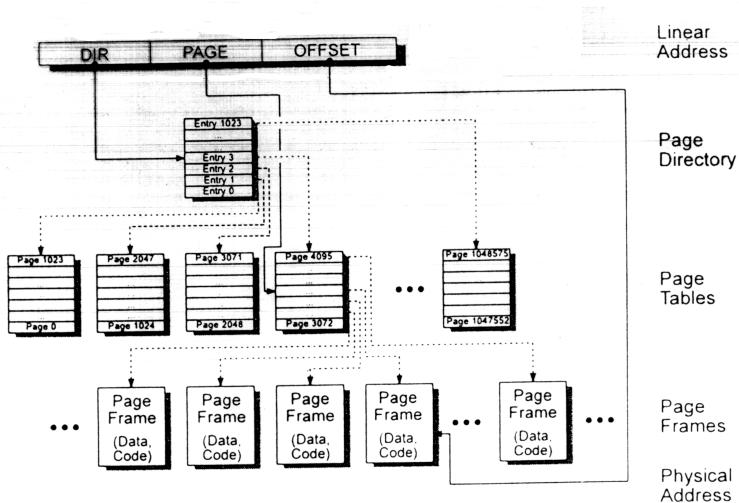 Linear
Address
DIR PAGE OFFSET
Page
Directory
Entry 1023
...
Entry 3
Entry 2
Entry 1
Entry 0
Page 1023 Page 2047 Page 3071 Page 4095 Page 1048575
Page
Tables
... ... ... ... ...
Page 0 Page 1024 Page 2048 Page 3072 Page 1047552
Page
Frame
(Data,
Code)
Page
Frame
(Data,
Code)
Page
Frame
(Data,
Code)
Page
Frame
(Data,
Code)
Page
Frame
(Data,
Code)
Page
Frames
Physical
Address